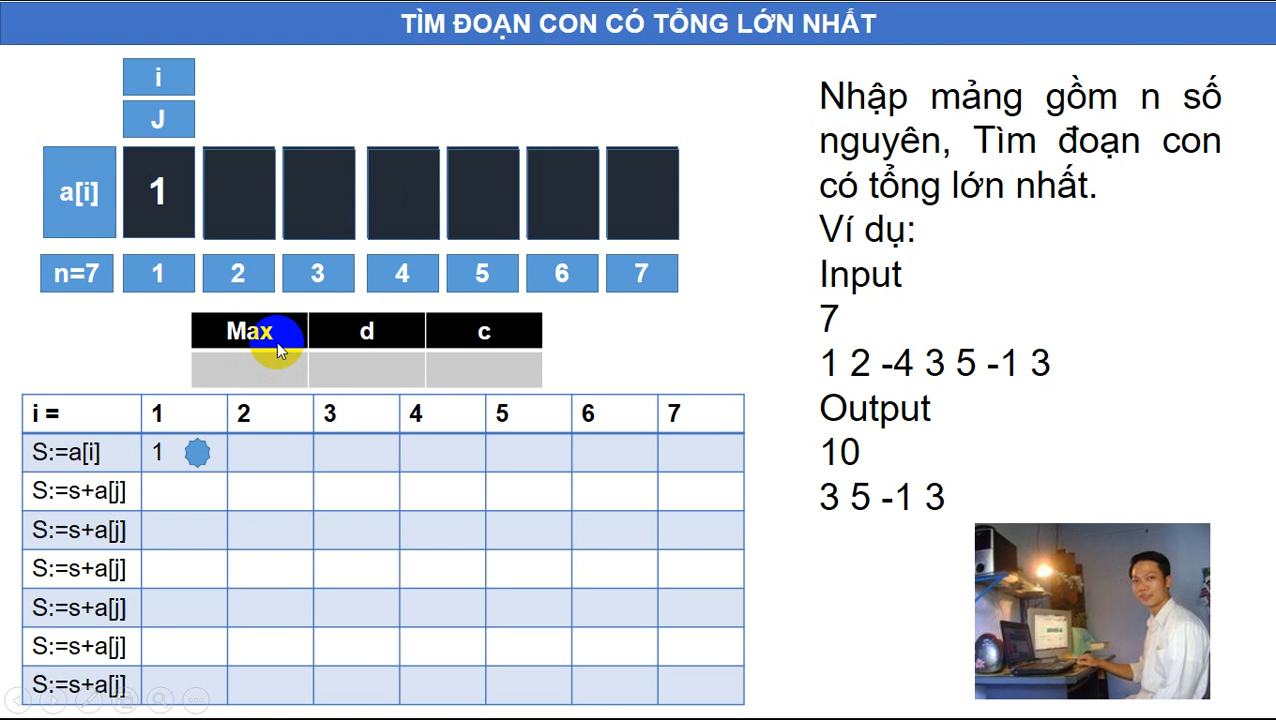 TÌM ĐOẠN CON CÓ TỔNG LỚN NHẤT
i
J
a[i] 1
n=7 1 2 3 4 5 6 7
Max d c
i = 1 2 3 4 5 6 7
S:=a[i] 1
S:=s+a[j]
S:=s+a[j]
S:=s+a[j]
S:=s+a[j]
S:=s+a[j]
S:=s+a[j]
Nhập mảng gồm n số
nguyên, Tìm đoạn con
có tổng lớn nhất.
Ví dụ:
Input
7
1 2 -4 3 5 -1 3
Output
10
3 5 -1 3